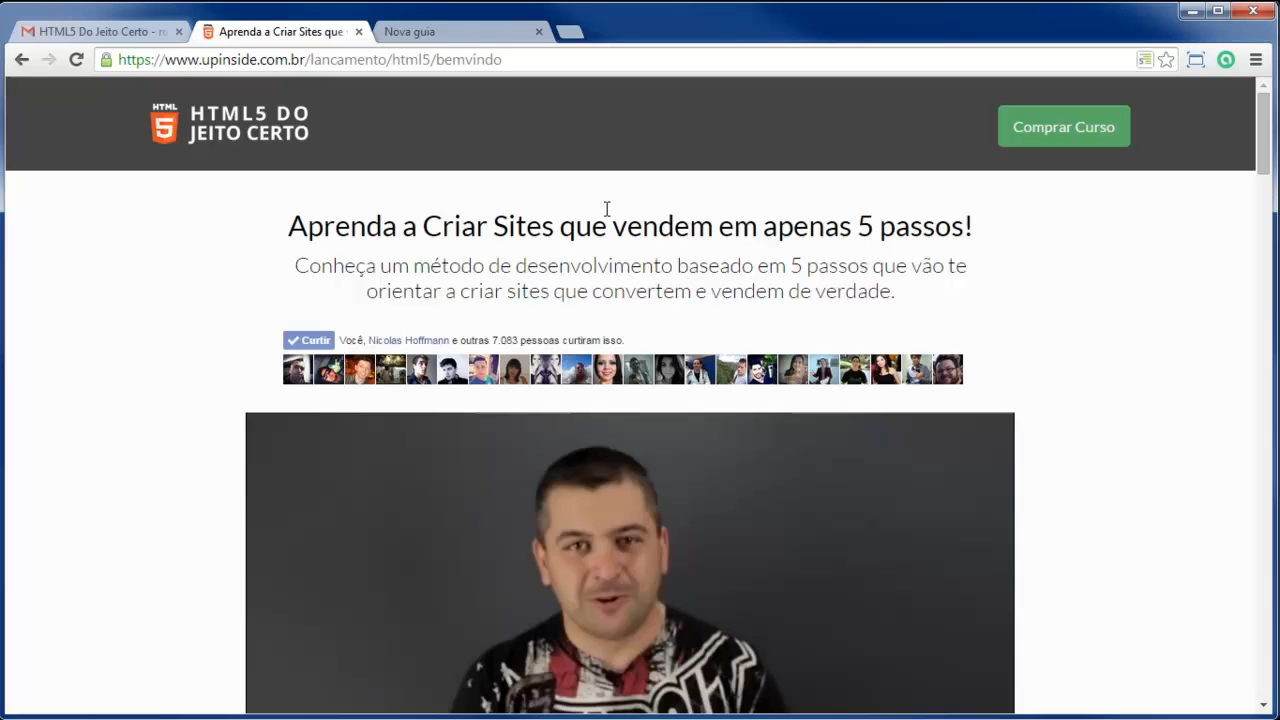 HTML5 Do Jeito Certo - ro
Aprenda a Criar Sites que
Nova guia
https://www.upinside.com.br/lancamento/html5/bemvindo
HTML
5
HTML5 DO
JEITO CERTO
Comprar Curso
Aprenda a Criar Sites que vendem em apenas 5 passos!
Conheça um método de desenvolvimento baseado em 5 passos que vão te
orientar a criar sites que convertem e vendem de verdade.
Curtir
Você, Nicolas Hoffmann e outras 7.083 pessoas curtiram isso.